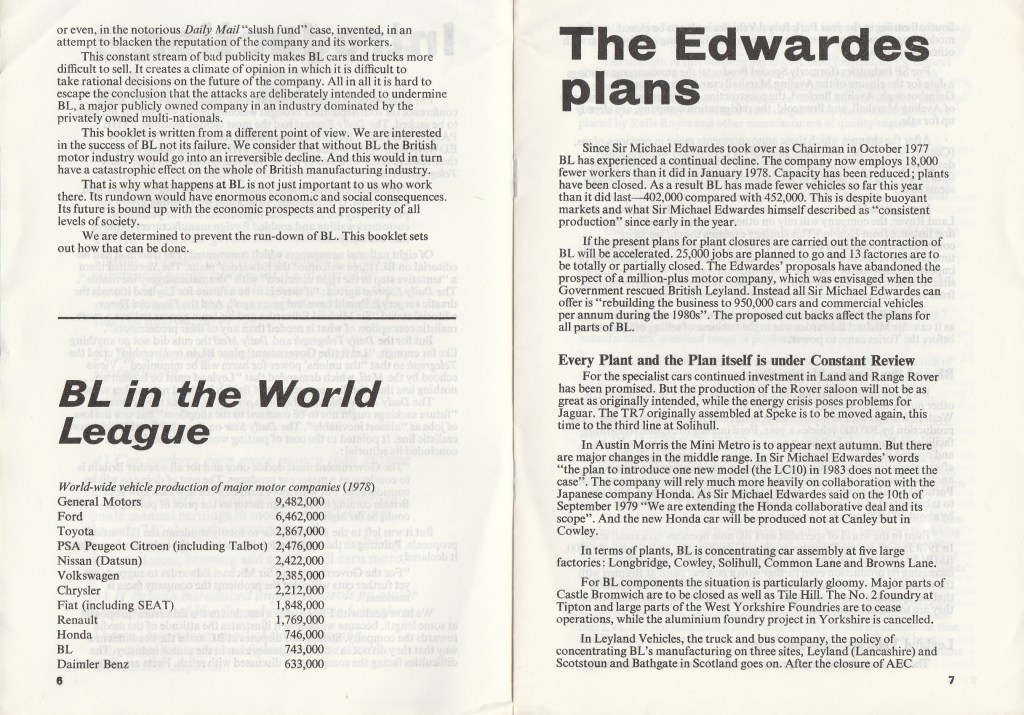 or even, in the notorious Daily Mail "slush fund" case, invented, in an
attempt to blacken the reputation of the company and its workers.
This constant stream of bad publicity makes BL cars and trucks more
difficult to sell. It creates a climate of opinion in which it is difficult to
take rational decisions on the future of the company. All in all it is hard to
escape the conclusion that the attacks are deliberately intended to undermine
BL, a major publicly owned company in an industry dominated by the
privately owned multi-nationals.
This booklet is written from a different point of view. We are interested
in the success of BL not its failure. We consider that without BL the British
motor industry would go into an irreversible decline. And this would in turn
have a catastrophic effect on the whole of British manufacturing industry.
That is why what happens at BL is not just important to us who work
there. Its rundown would have enormous econom.c and social consequences.
Its future is bound up with the economic prospects and prosperity of all
levels of society.
We are determined to prevent the run-down of BL. This booklet sets
out how that can be done.
BL in the World
League
World-wide vehicle production of major motor companies (1978)
General Motors 9,482,000
Ford 6,462,000
Toyota 2,867,000
PSA Peugeot Citroen (including Talbot) 2,476,000
Nissan (Datsun) 2,422,000
Volkswagen 2,385,000
Chrysler 2,212,000
Fiat (including SEAT) 1,848,000
Renault 1,769,000
Honda 746,000
BL 743,000
Daimler Benz 633,000
6
The Edwardes
plans
Since Sir Michael Edwardes took over as Chairman in October 1977
BL has experienced a continual decline. The company now employs 18,000
fewer workers than it did in January 1978. Capacity has been reduced; plants
have been closed. As a result BL has made fewer vehicles so far this year
than it did last—402,000 compared with 452,000. This is despite buoyant
markets and what Sir Michael Edwardes himself described as "consistent
production" since early in the year.
If the present plans for plant closures are carried out the contraction of
BL will be accelerated. 25,000 jobs are planned to go and 13 factories are to
be totally or partially closed. The Edwardes' proposals have abandoned the
prospect of a million-plus motor company, which was envisaged when the
Government rescued British Leyland. Instead all Sir Michael Edwardes can
offer is "rebuilding the business to 950,000 cars and commercial vehicles
per annum during the 1980s". The proposed cut backs affect the plans for
all parts of BL.
Every Plant and the Plan itself is under Constant Review
For the specialist cars continued investment in Land and Range Rover
has been promised. But the production of the Rover saloon will not be as
great as originally intended, while the energy crisis poses problems for
Jaguar. The TR7 originally assembled at Speke is to be moved again, this
time to the third line at Solihull.
In Austin Morris the Mini Metro is to appear next autumn. But there
are major changes in the middle range. In Sir Michael Edwardes' words
"the plan to introduce one new model (the LC10) in 1983 does not meet the
case". The company will rely much more heavily on collaboration with the
Japanese company Honda. As Sir Michael Edwardes said on the 10th of
September 1979 "We are extending the Honda collaborative deal and its
scope". And the new Honda car will be produced not at Canley but in
Cowley.
In terms of plants, BL is concentrating car assembly at five large
factories: Longbridge, Cowley, Solihull, Common Lane and Browns Lane.
For BL components the situation is particularly gloomy. Major parts of
Castle Bromwich are to be closed as well as Tile Hill. The No. 2 foundry at
Tipton and large parts of the West Yorkshire Foundries are to cease
operations, while the aluminium foundry project in Yorkshire is cancelled.
In Leyland Vehicles, the truck and bus company, the policy of
concentrating BL's manufacturing on three sites, Leyland (Lancashire) and
Scotstoun and Bathgate in Scotland goes on. After the closure of AEC
7